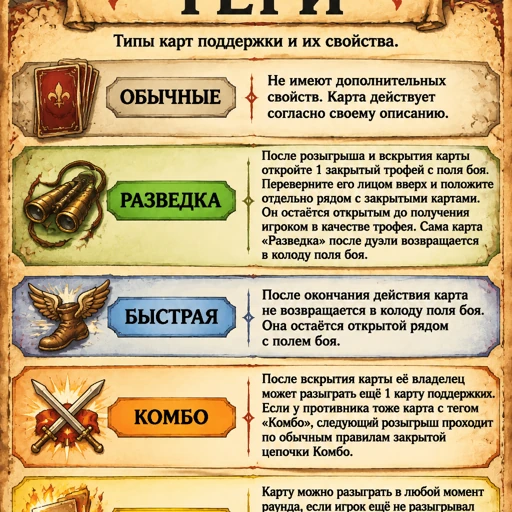 ТЕГИ
Типы карт поддержки и их свойства.
ОБЫЧНЫЕ
Не имеют дополнительных
свойств. Карта действует
согласно своему описанию.
РАЗВЕДКА
После розыгрыша и вскрытия карты
откройте 1 закрытый трофей с поля боя.
Переверните его лицом вверх и положите
отдельно рядом с закрытыми картами.
Он остаётся открытым до получения
игроком в качестве трофея. Сама карта
«Разведка» после дуэли возвращается
в колоду поля боя.
БЫСТРАЯ
После окончания действия карта
не возвращается в колоду поля боя.
Она остаётся открытой рядом
с полем боя.
КОМБО
После вскрытия карты её владелец
может разыграть ещё 1 карту поддержки.
Если у противника тоже карта с тегом
«Комбо», следующий розыгрыш проходит
по обычным правилам закрытой
цепочки Комбо.
Карту можно разыграть в любой момент
раунда, если игрок ещё не разыгрывал